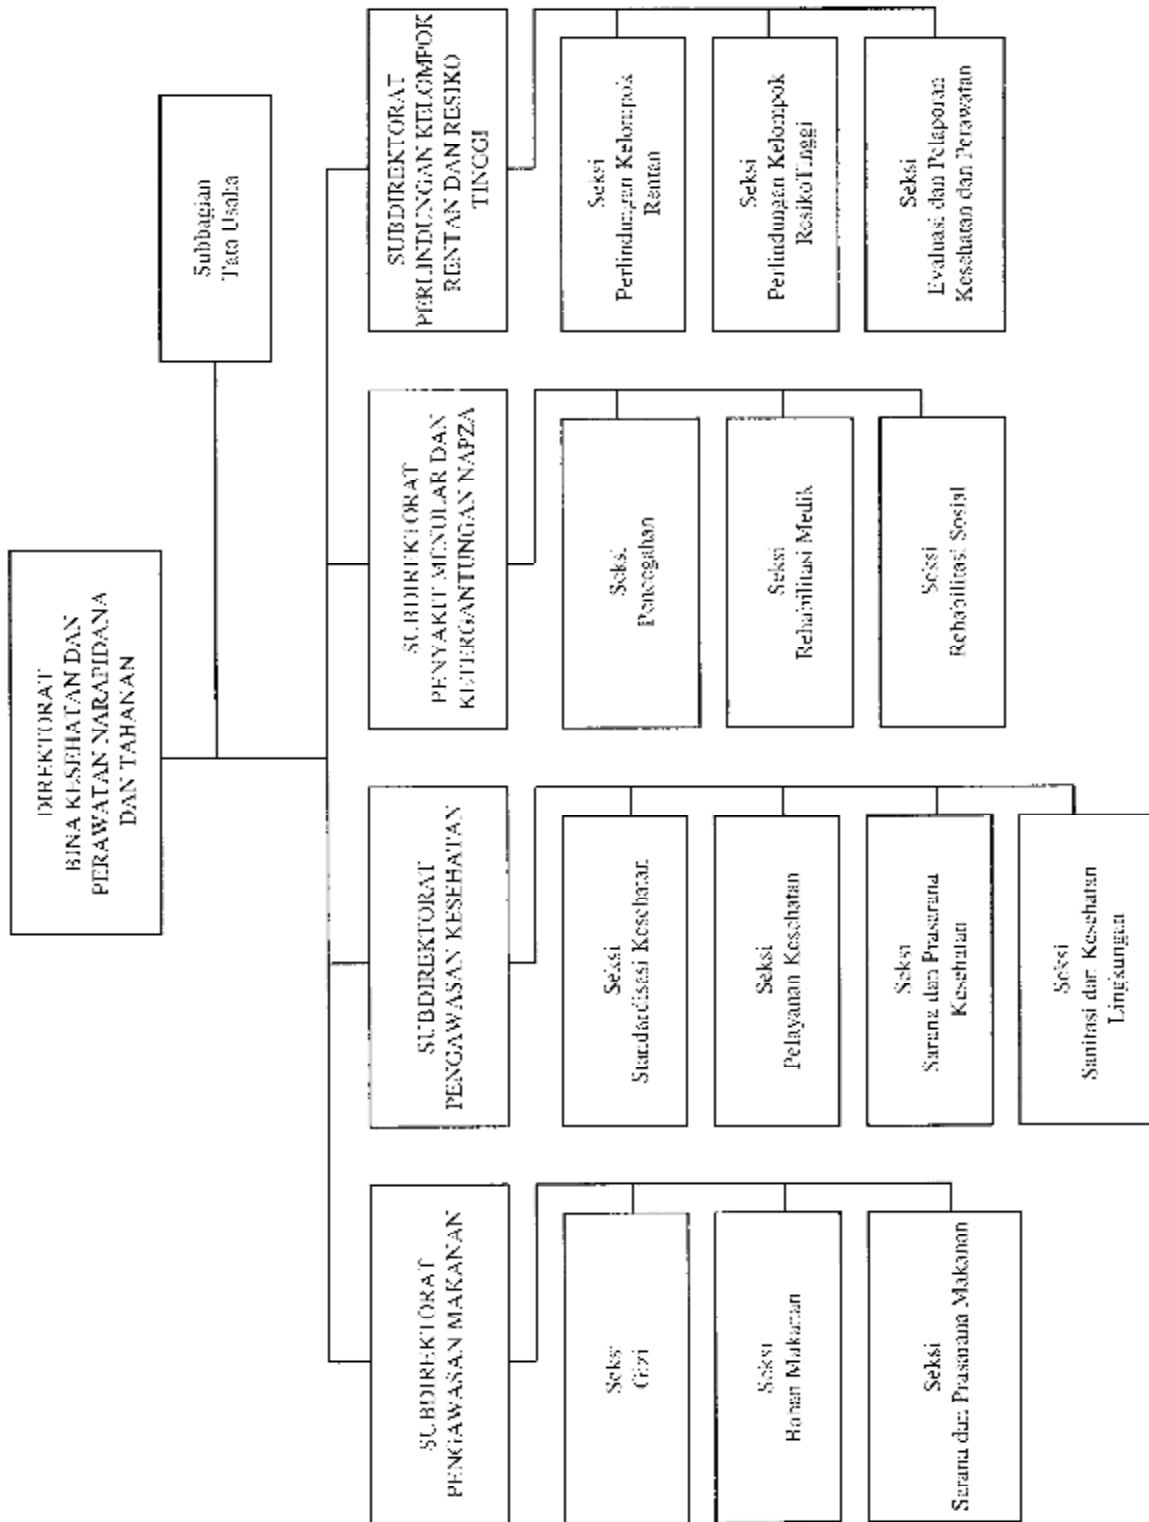 DIREKTORAT
BINA KESEHATAN DAN
PERAWATAN NARAPIDANA
DAN TAHANAN
Subbagian
Tata Usaha
SUBDIREKTORAT
PENGAWASAN MAKANAN
SUBDIREKTORAT
PENGAWASAN KESEHATAN
SUBDIREKTORAT
PENYAKIT MENULAR DAN
KETERGANTUNGAN NAPZA
SUBDIREKTORAT
PERLINDUNGAN KELOMPOK
RENTAN DAN RESIKO
TINGGI
Seksi
Gizi
Seksi
Bahan Makanan
Seksi
Sarana dan Prasarana Makanan
Seksi
Standardisasi Kesehatan
Seksi
Pelayanan Kesehatan
Seksi
Sarana dan Prasarana
Kesehatan
Seksi
Sanitasi dan Kesehatan
Lingkungan
Seksi
Pencegahan
Seksi
Rehabilitasi Medik
Seksi
Rehabilitasi Sosial
Seksi
Perlindungan Kelompok
Rentan
Seksi
Perlindungan Kelompok
ResikoTinggi
Seksi
Evaluasi dan Pelaporan
Kesehatan dan Perawatan